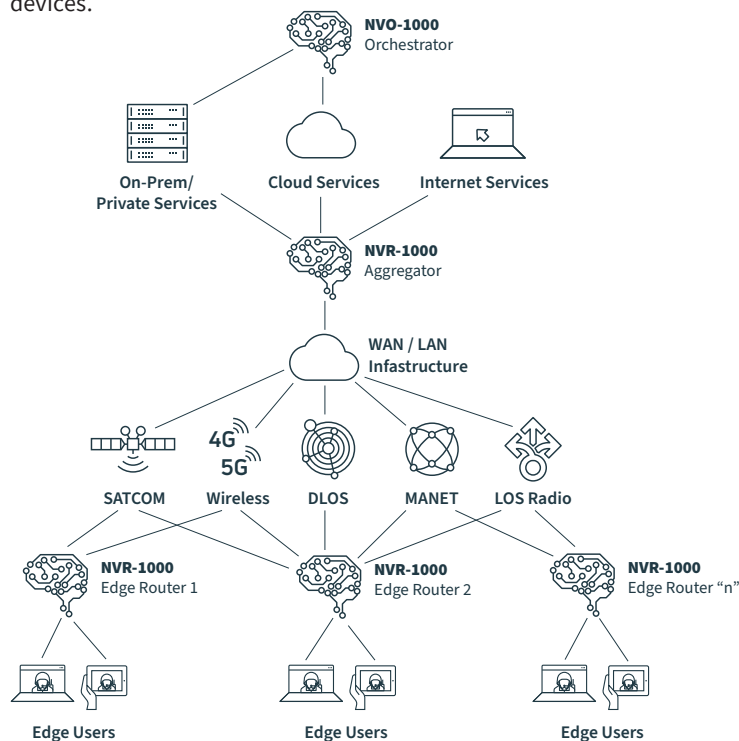 devices.
NVO-1000
Orchestrator
On-Prem/
Private Services
Cloud Services
Internet Services
NVR-1000
Aggregator
WAN / LAN
Infastructure
4G
5G
SATCOM
Wireless
DLOS
MANET
LOS Radio
NVR-1000
Edge Router 1
NVR-1000
Edge Router 2
NVR-1000
Edge Router “n”
Edge Users
Edge Users
Edge Users